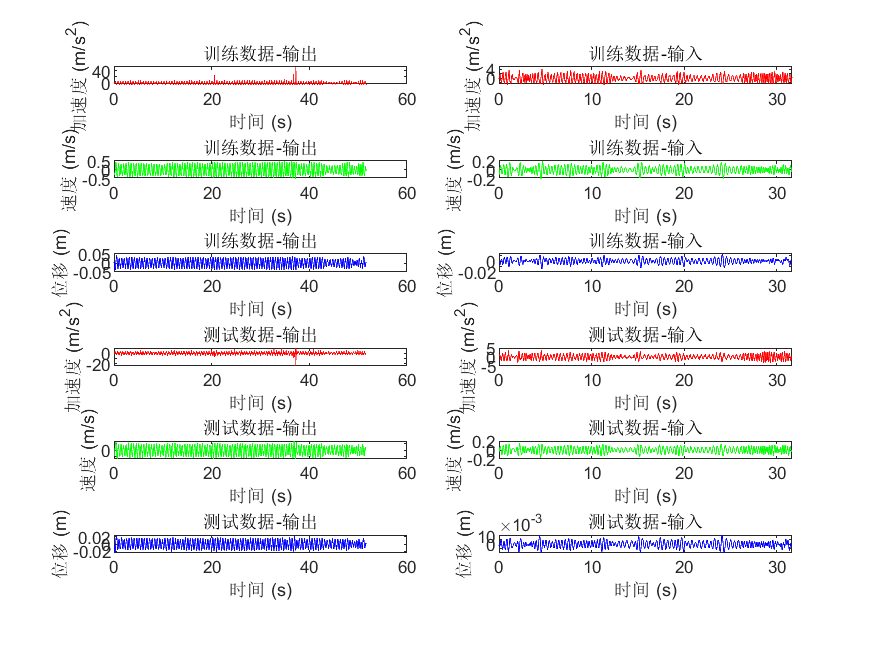 训练数据-输出
加速度 (m/s²)
40
0
0
20
40
60
时间 (s)
训练数据-输入
加速度 (m/s²)
4
0
0
10
20
30
时间 (s)
训练数据-输出
速度 (m/s)
0.5
-0.5
0
20
40
60
时间 (s)
训练数据-输入
速度 (m/s)
0.2
-0.2
0
10
20
30
时间 (s)
训练数据-输出
位移 (m)
0.05
0
-0.05
0
20
40
60
时间 (s)
训练数据-输入
位移 (m)
0
-0.02
0
10
20
30
时间 (s)
测试数据-输出
加速度 (m/s²)
0
-20
0
20
40
60
时间 (s)
测试数据-输入
加速度 (m/s²)
5
0
-5
0
10
20
30
时间 (s)
测试数据-输出
速度 (m/s)
0
0
20
40
60
时间 (s)
测试数据-输入
速度 (m/s)
0.2
0
-0.2
0
10
20
30
时间 (s)
测试数据-输出
位移 (m)
0.02
-0.02
0
20
40
60
时间 (s)
测试数据-输入
×10⁻³
位移 (m)
10
0
0
10
20
30
时间 (s)